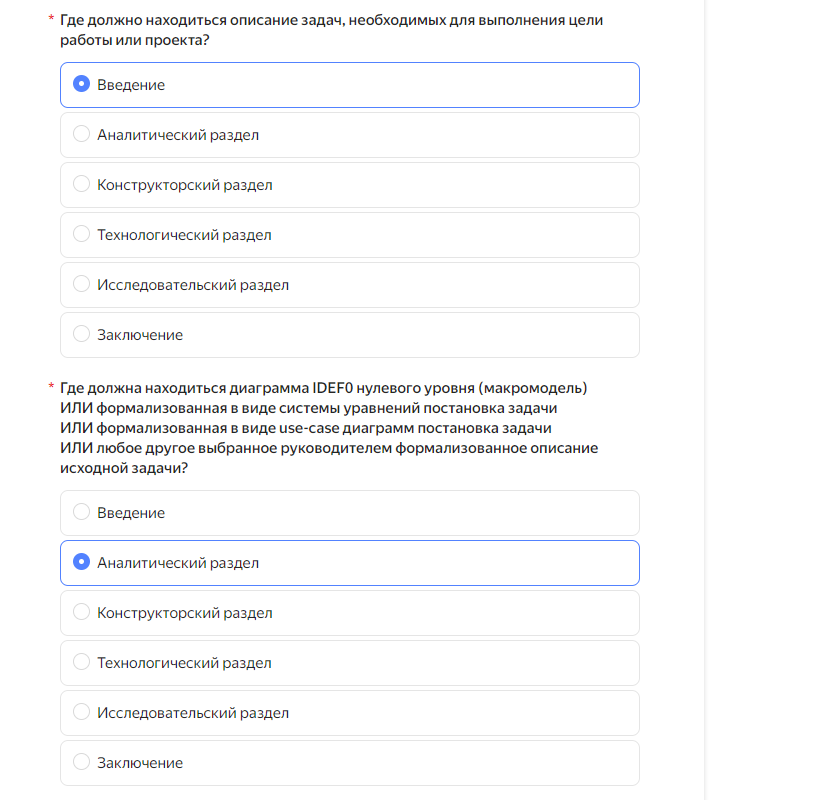 * Где должно находиться описание задач, необходимых для выполнения цели
работы или проекта?
Введение
Аналитический раздел
Конструкторский раздел
Технологический раздел
Исследовательский раздел
Заключение
* Где должна находиться диаграмма IDEF0 нулевого уровня (макромодель)
ИЛИ формализованная в виде системы уравнений постановка задачи
ИЛИ формализованная в виде use-case диаграмм постановка задачи
ИЛИ любое другое выбранное руководителем формализованное описание
исходной задачи?
Введение
Аналитический раздел
Конструкторский раздел
Технологический раздел
Исследовательский раздел
Заключение